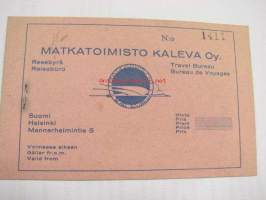 No 1411
MATKATOIMISTO KALEVA Oy.
Resebyrå Travel Bureau
Reisebüro Bureau de Voyages
Suomi
Helsinki
Mannerheimintie 5
Hinta
Pris
Preis
Price
Prix
Voimassa alkaen
Gäller fr.o.m.
Valid from